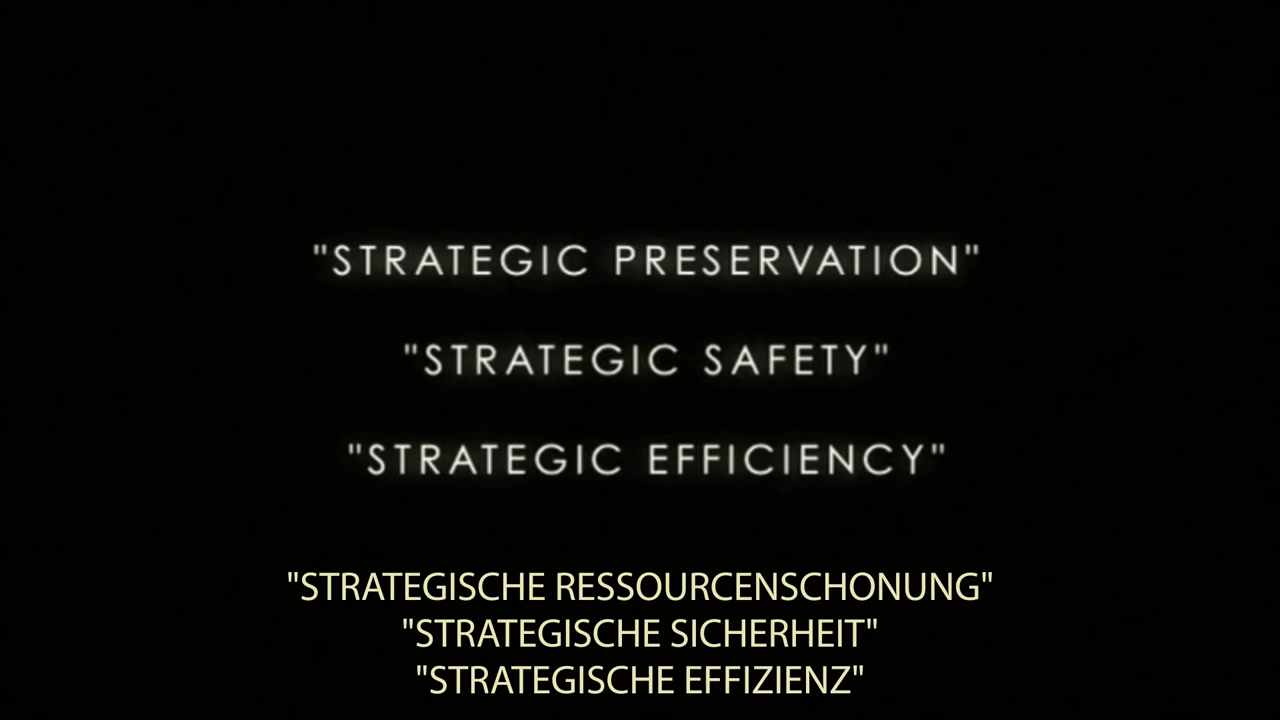 "STRATEGIC PRESERVATION"
"STRATEGIC SAFETY"
"STRATEGIC EFFICIENCY"
"STRATEGISCHE RESSOURCENSCHONUNG"
"STRATEGISCHE SICHERHEIT"
"STRATEGISCHE EFFIZIENZ"